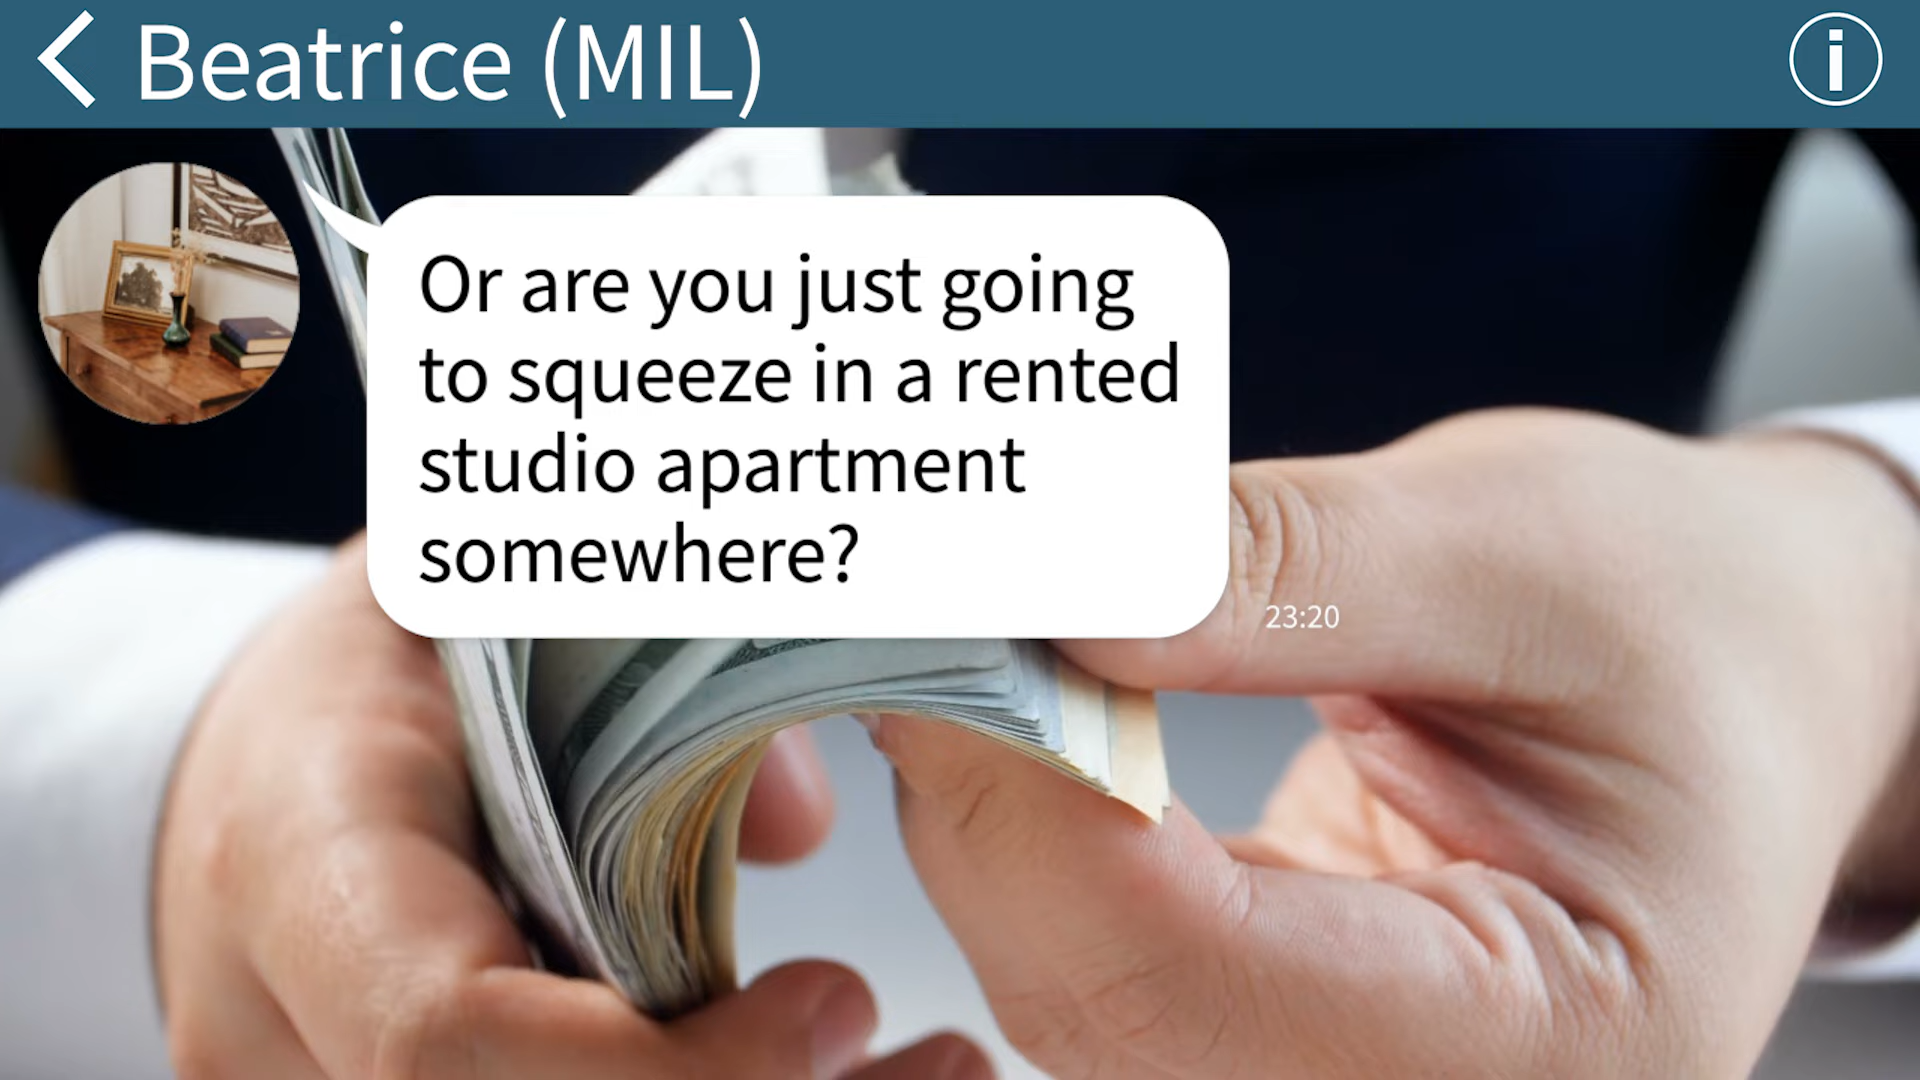 Beatrice (MIL)
Or are you just going
to squeeze in a rented
studio apartment
somewhere?
23:20